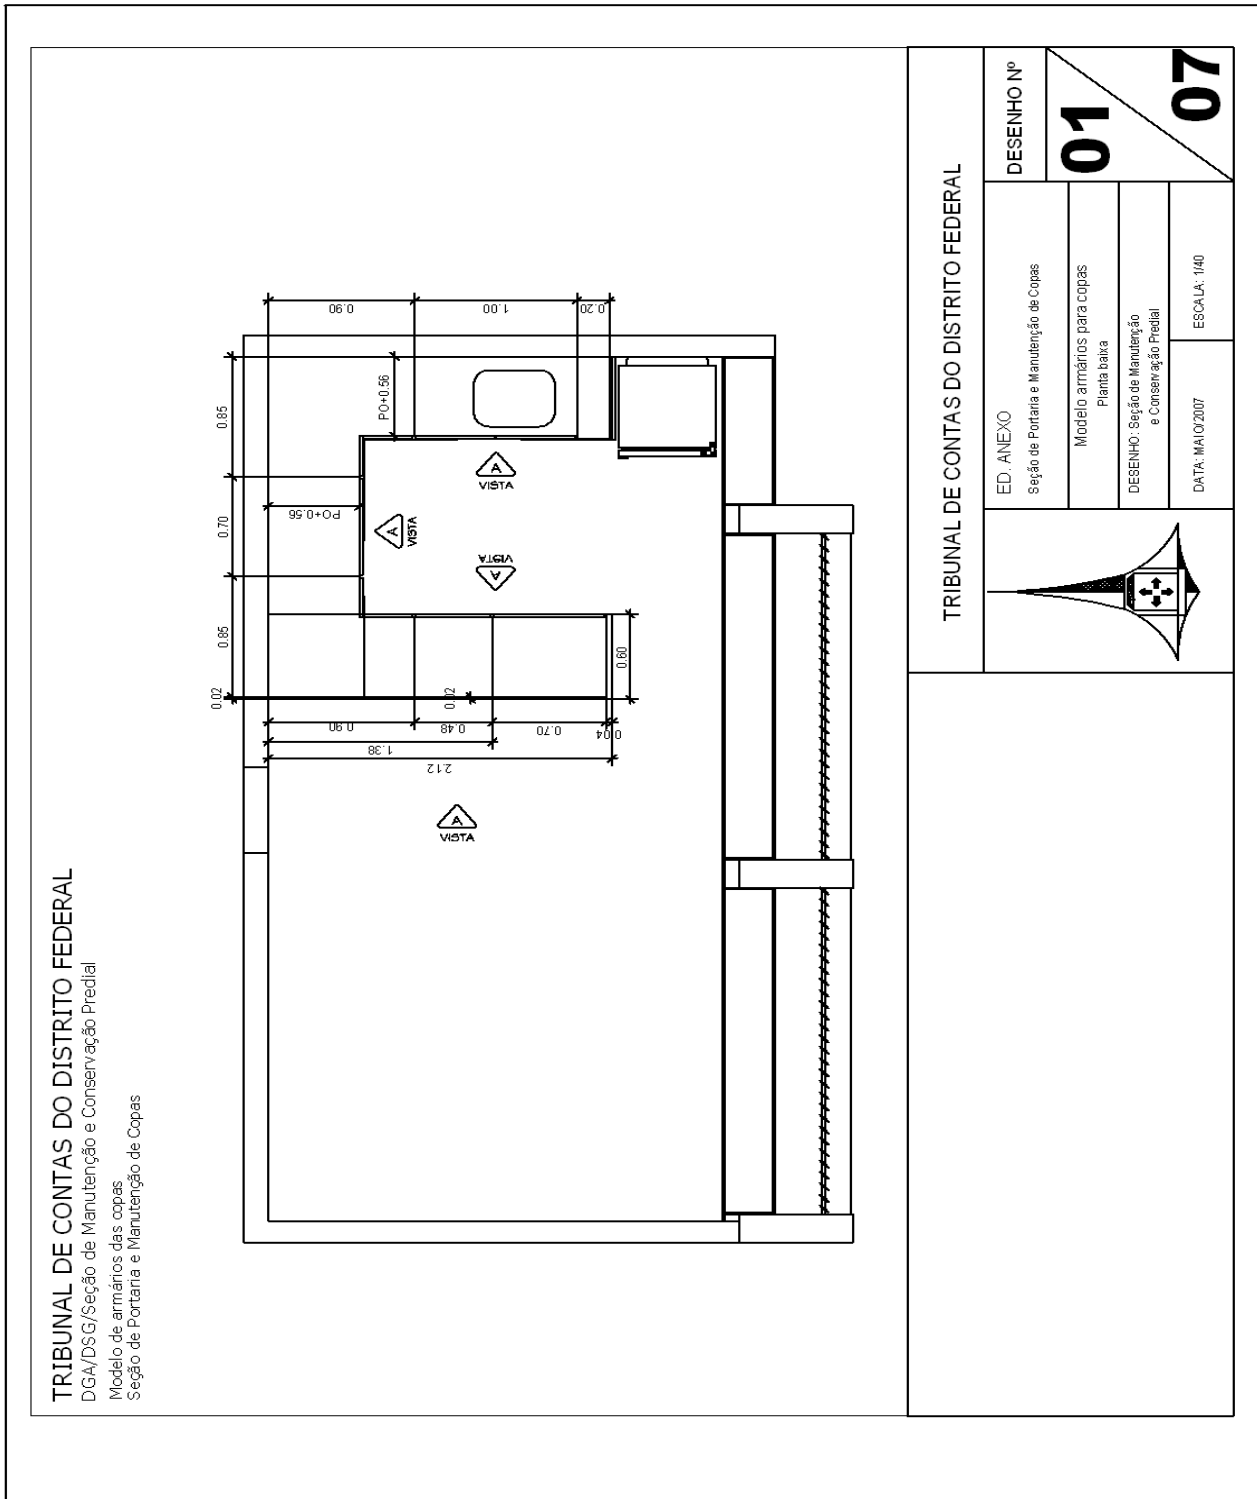 TRIBUNAL DE CONTAS DO DISTRITO FEDERAL
DGA/DSG/Seção de Manutenção e Conservação Predial
Modelo de armários das copas
Seção de Portaria e Manutenção de Copas
0.02
0.85
0.70
0.85
0.90
1.00
0.20
PO+0.56
PO+0.56
A
VISTA
A
VISTA
A
VISTA
A
VISTA
0.60
0.02
0.90
0.48
0.70
0.04
1.38
2.12
TRIBUNAL DE CONTAS DO DISTRITO FEDERAL
ED. ANEXO
Seção de Portaria e Manutenção de Copas
Modelo armários para copas
Planta baixa
DESENHO: Seção de Manutenção
e Conservação Predial
DATA: MAIO/2007
ESCALA: 1/40
DESENHO Nº
01
07